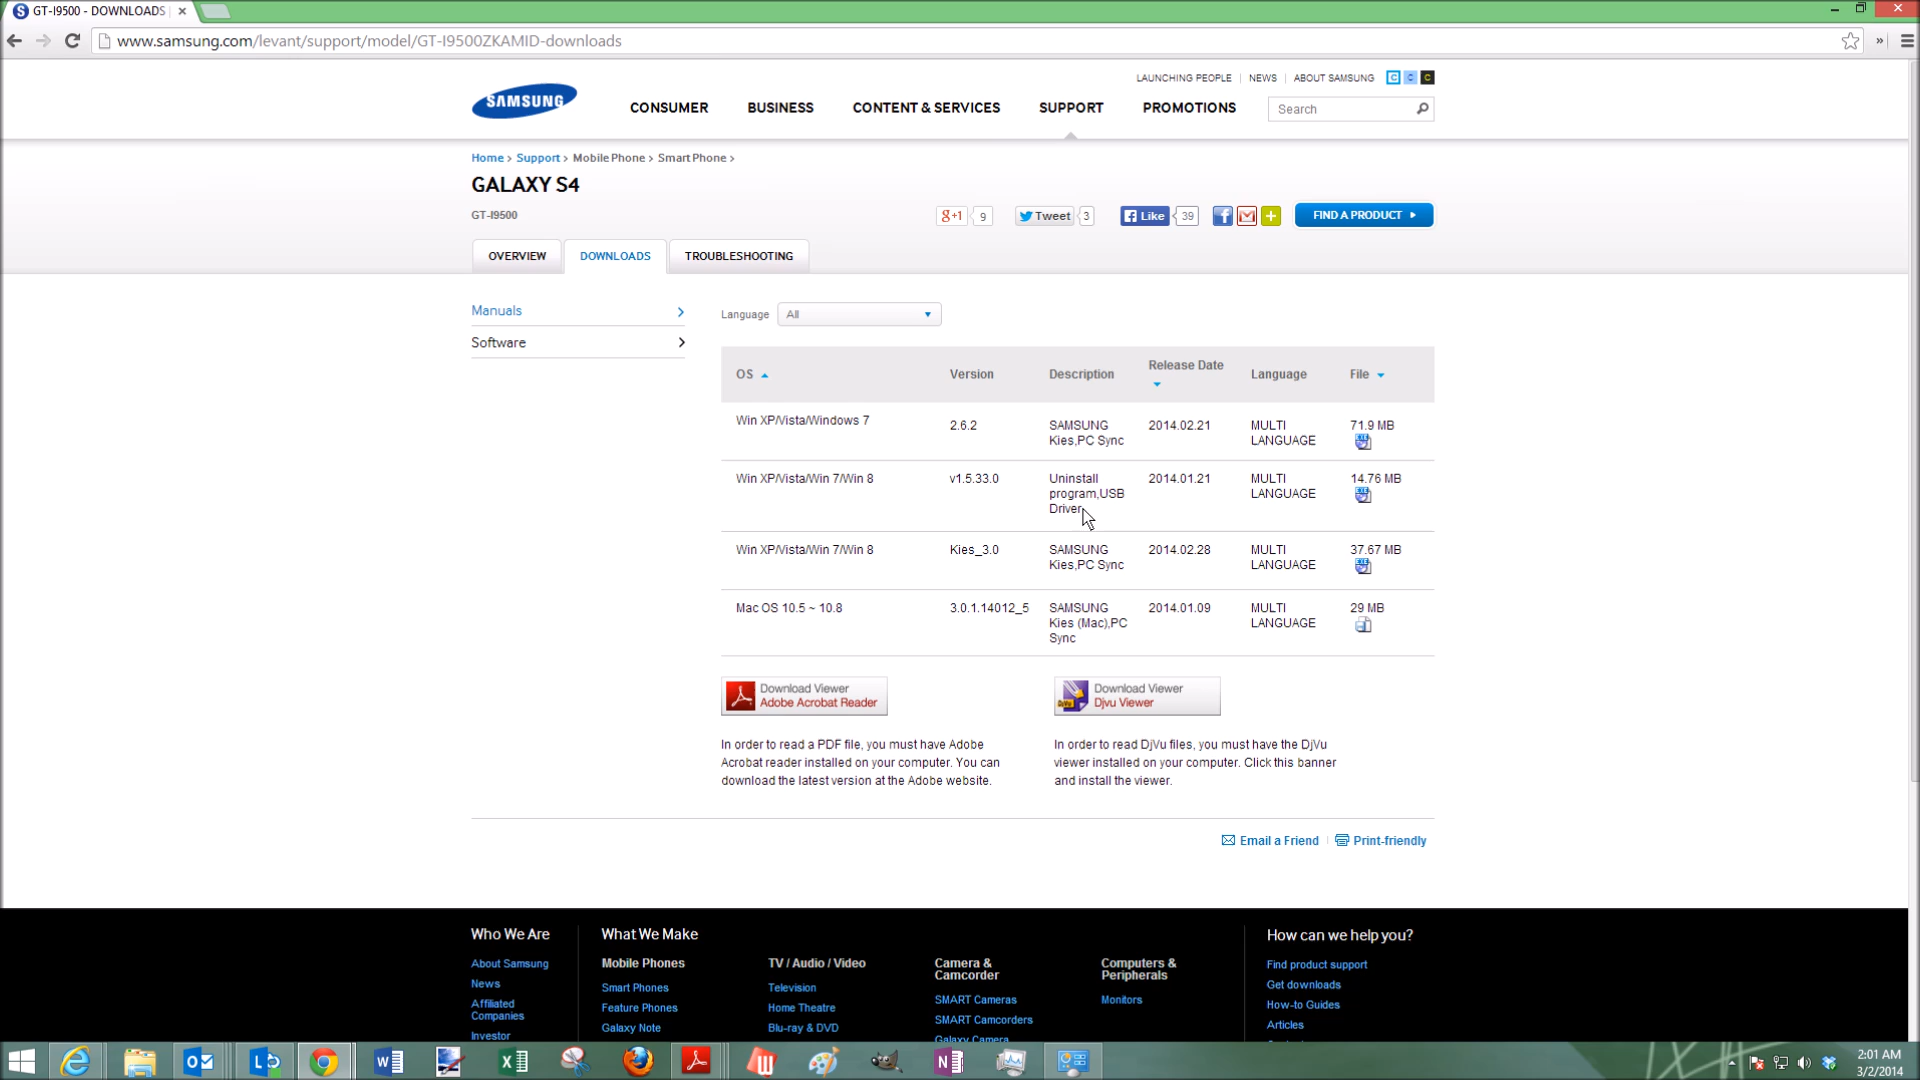 GT-I9500 - DOWNLOADS
www.samsung.com/levant/support/model/GT-I9500ZKAMID-downloads
LAUNCHING PEOPLE | NEWS | ABOUT SAMSUNG C C C
SAMSUNG
CONSUMER BUSINESS CONTENT & SERVICES SUPPORT PROMOTIONS Search
Home > Support > Mobile Phone > Smart Phone >
GALAXY S4
GT-I9500
g+1 9 Tweet 3 Like 39 FIND A PRODUCT
OVERVIEW DOWNLOADS TROUBLESHOOTING
Manuals
Software
Language All
OS Version Description Release Date Language File
Win XP/Vista/Windows 7 2.6.2 SAMSUNG 2014.02.21 MULTI 71.9 MB
Kies,PC Sync LANGUAGE
Win XP/Vista/Win 7/Win 8 v1.5.33.0 Uninstall 2014.01.21 MULTI 14.76 MB
program,USB LANGUAGE
Driver
Win XP/Vista/Win 7/Win 8 Kies_3.0 SAMSUNG 2014.02.28 MULTI 37.67 MB
Kies,PC Sync LANGUAGE
Mac OS 10.5 ~ 10.8 3.0.1.14012_5 SAMSUNG 2014.01.09 MULTI 29 MB
Kies (Mac),PC LANGUAGE
Sync
Download Viewer
Adobe Acrobat Reader
Download Viewer
Djvu Viewer
In order to read a PDF file, you must have Adobe
Acrobat reader installed on your computer. You can
download the latest version at the Adobe website.
In order to read DjVu files, you must have the DjVu
viewer installed on your computer. Click this banner
and install the viewer.
Email a Friend | Print-friendly
Who We Are
About Samsung
News
Affiliated
Companies
Investor
What We Make
Mobile Phones
Smart Phones
Feature Phones
Galaxy Note
TV / Audio / Video
Television
Home Theatre
Blu-ray & DVD
Camera &
Camcorder
SMART Cameras
SMART Camcorders
Galaxy Camera
Computers &
Peripherals
Monitors
How can we help you?
Find product support
Get downloads
How-to Guides
Articles
2:01 AM
3/2/2014